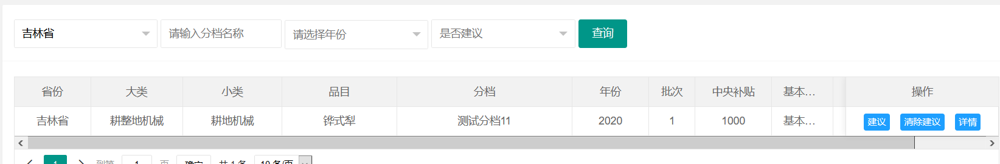 吉林省 请输入分档名称 请选择年份 是否建议 查询
省份 大类 小类 品目 分档 年份 批次 中央补贴 基本... 操作
吉林省 耕整地机械 耕地机械 铧式犁 测试分档11 2020 1 1000 基本... 建议 清除建议 详情
1 到第 1 页 确定 共 1 条 10 条/页